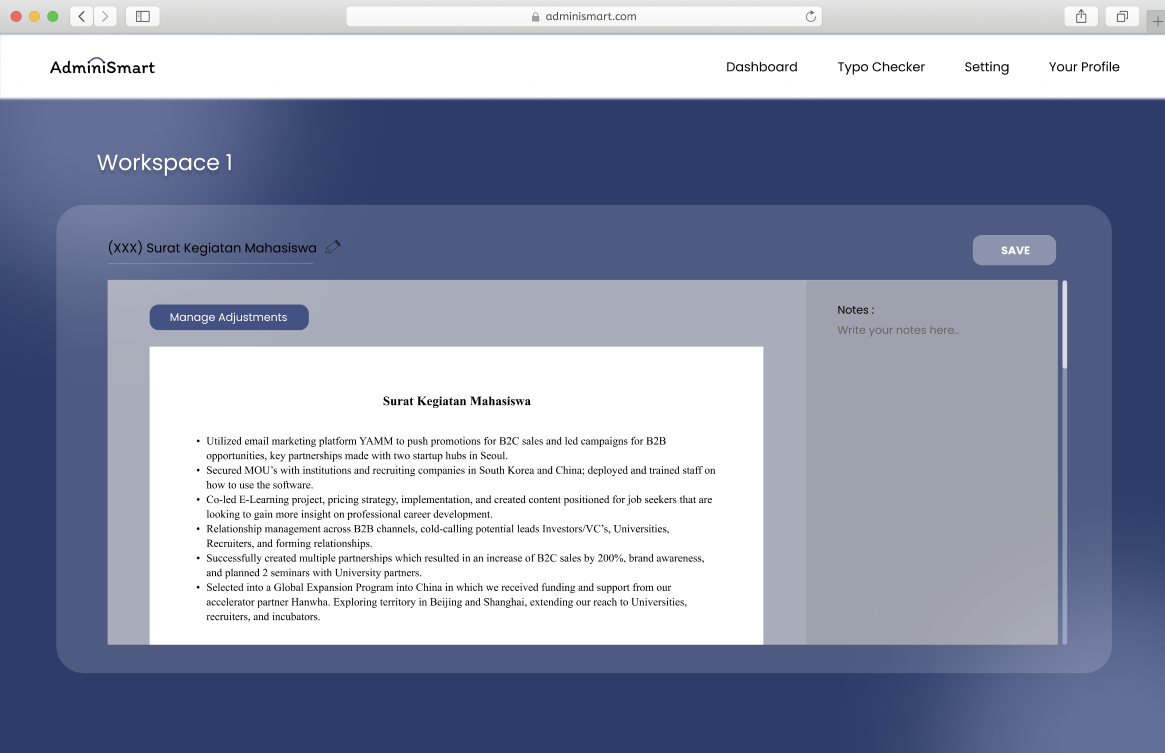 adminismart.com
AdminiSmart
Dashboard
Typo Checker
Setting
Your Profile
Workspace 1
(XXX) Surat Kegiatan Mahasiswa
SAVE
Manage Adjustments
Notes :
Write your notes here..
Surat Kegiatan Mahasiswa
• Utilized email marketing platform YAMM to push promotions for B2C sales and led campaigns for B2B
opportunities, key partnerships made with two startup hubs in Seoul.
• Secured MOU’s with institutions and recruiting companies in South Korea and China; deployed and trained staff on
how to use the software.
• Co-led E-Learning project, pricing strategy, implementation, and created content positioned for job seekers that are
looking to gain more insight on professional career development.
• Relationship management across B2B channels, cold-calling potential leads Investors/VC’s, Universities,
Recruiters, and forming relationships.
• Successfully created multiple partnerships which resulted in an increase of B2C sales by 200%, brand awareness,
and planned 2 seminars with University partners.
• Selected into a Global Expansion Program into China in which we received funding and support from our
accelerator partner Hanwha. Exploring territory in Beijing and Shanghai, extending our reach to Universities,
recruiters, and incubators.